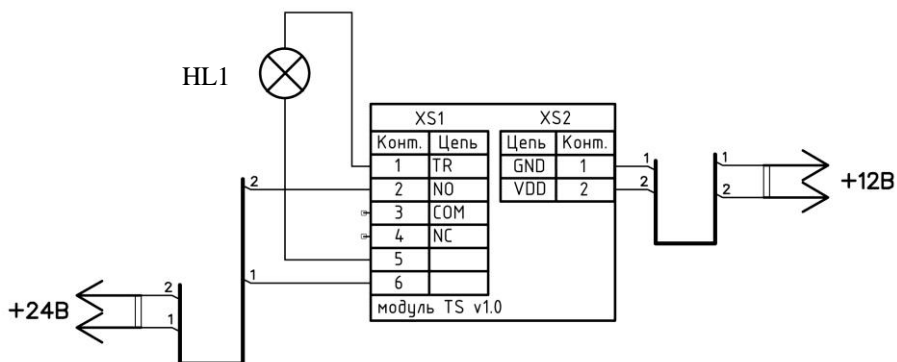 HL1
XS1 XS2
Конт. Цепь Цепь Конт.
1 TR GND 1 1
2 2 NO VDD 2 2
3 COM
4 NC
5
1 6
модуль TS v1.0
1
2
+12В
2
1
+24В